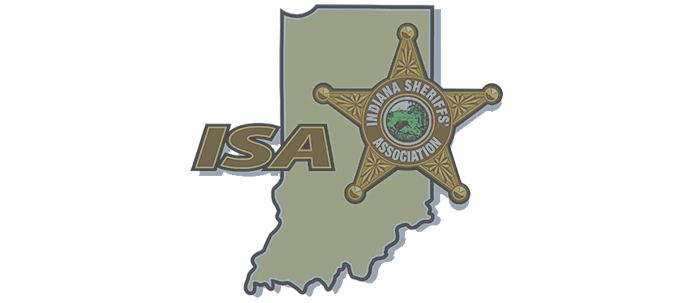 ISA
INDIANA SHERIFFS'
ASSOCIATION